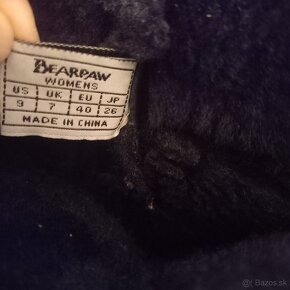 BEARPAW
WOMENS
US UK EU JP
9 7 40 26
MADE IN CHINA
Bazos.sk